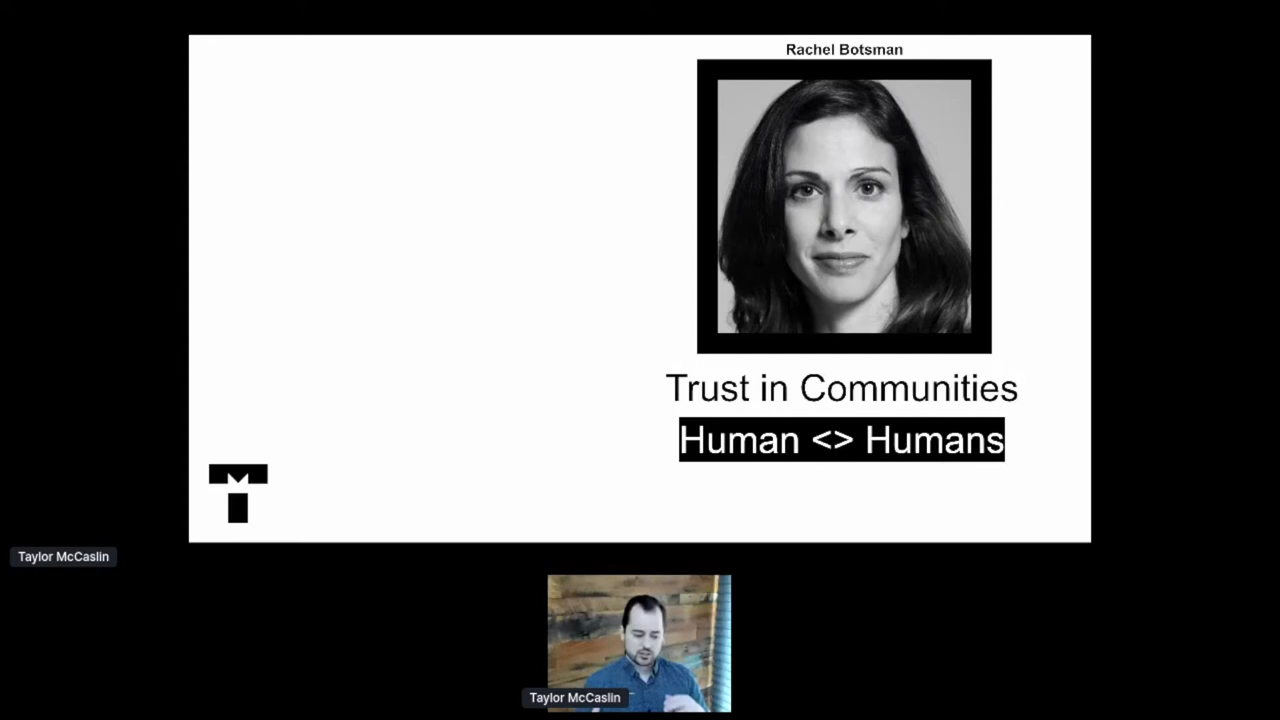 Rachel Botsman
Trust in Communities
Human <> Humans
Taylor McCaslin
Taylor McCaslin